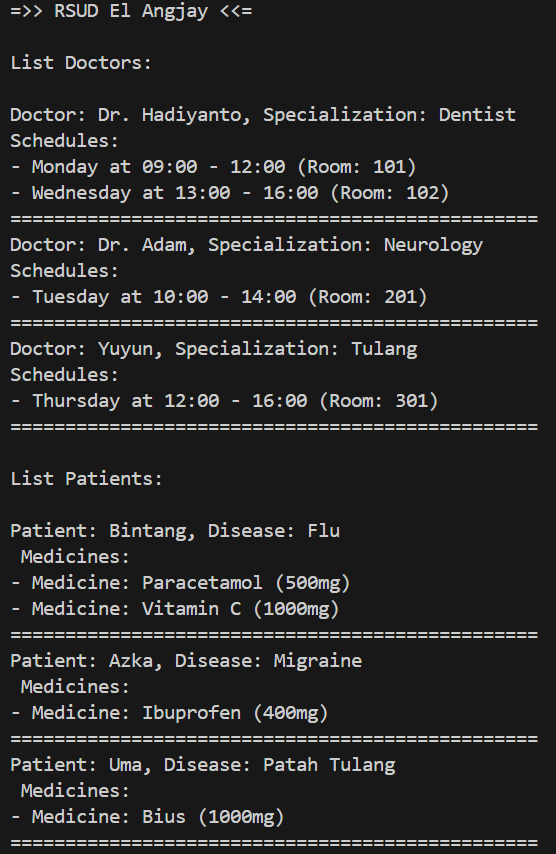 =>> RSUD El Angjay <<=
List Doctors:
Doctor: Dr. Hadiyanto, Specialization: Dentist
Schedules:
- Monday at 09:00 - 12:00 (Room: 101)
- Wednesday at 13:00 - 16:00 (Room: 102)
================================================
Doctor: Dr. Adam, Specialization: Neurology
Schedules:
- Tuesday at 10:00 - 14:00 (Room: 201)
================================================
Doctor: Yuyun, Specialization: Tulang
Schedules:
- Thursday at 12:00 - 16:00 (Room: 301)
================================================
List Patients:
Patient: Bintang, Disease: Flu
 Medicines:
- Medicine: Paracetamol (500mg)
- Medicine: Vitamin C (1000mg)
================================================
Patient: Azka, Disease: Migraine
 Medicines:
- Medicine: Ibuprofen (400mg)
================================================
Patient: Uma, Disease: Patah Tulang
 Medicines:
- Medicine: Bius (1000mg)
================================================